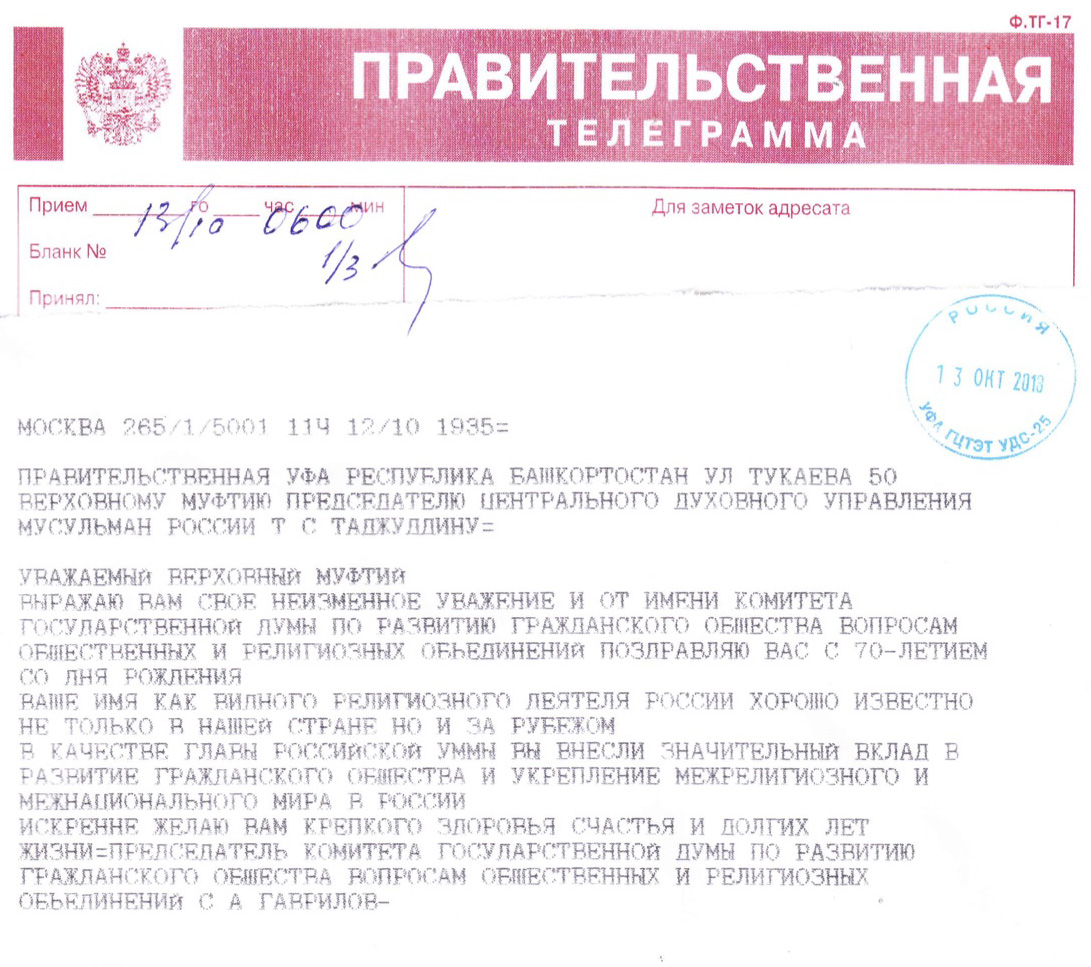 Ф.ТГ-17
ПРАВИТЕЛЬСТВЕННАЯ
ТЕЛЕГРАММА
Прием го час мин
13/10 0600
Для заметок адресата
Бланк №
1/3
Принял:
РОССИЯ
13 ОКТ 2018
УФА ГЦТЭТ УДС-25
МОСКВА 265/1/5001 11Ч 12/10 1935=
ПРАВИТЕЛЬСТВЕННАЯ УФА РЕСПУБЛИКА БАШКОРТОСТАН УЛ ТУКАЕВА 50
ВЕРХОВНОМУ МУФТИЮ ПРЕДСЕДАТЕЛЮ ЦЕНТРАЛЬНОГО ДУХОВНОГО УПРАВЛЕНИЯ
МУСУЛЬМАН РОССИИ Т С ТАДЖУДДИНУ=
УВАЖАЕМЫЙ ВЕРХОВНЫЙ МУФТИЙ
ВЫРАЖАЮ ВАМ СВОЕ НЕИЗМЕННОЕ УВАЖЕНИЕ И ОТ ИМЕНИ КОМИТЕТА
ГОСУДАРСТВЕННОЙ ДУМЫ ПО РАЗВИТИЮ ГРАЖДАНСКОГО ОБЩЕСТВА ВОПРОСАМ
ОБЩЕСТВЕННЫХ И РЕЛИГИОЗНЫХ ОБЬЕДИНЕНИЙ ПОЗДРАВЛЯЮ ВАС С 70-ЛЕТИЕМ
СО ДНЯ РОЖДЕНИЯ
ВАШЕ ИМЯ КАК ВИДНОГО РЕЛИГИОЗНОГО ДЕЯТЕЛЯ РОССИИ ХОРОШО ИЗВЕСТНО
НЕ ТОЛЬКО В НАШЕЙ СТРАНЕ НО И ЗА РУБЕЖОМ
В КАЧЕСТВЕ ГЛАВЫ РОССИЙСКОЙ УММЫ ВЫ ВНЕСЛИ ЗНАЧИТЕЛЬНЫЙ ВКЛАД В
РАЗВИТИЕ ГРАЖДАНСКОГО ОБЩЕСТВА И УКРЕПЛЕНИЕ МЕЖРЕЛИГИОЗНОГО И
МЕЖНАЦИОНАЛЬНОГО МИРА В РОССИИ
ИСКРЕННЕ ЖЕЛАЮ ВАМ КРЕПКОГО ЗДОРОВЬЯ СЧАСТЬЯ И ДОЛГИХ ЛЕТ
ЖИЗНИ=ПРЕДСЕДАТЕЛЬ КОМИТЕТА ГОСУДАРСТВЕННОЙ ДУМЫ ПО РАЗВИТИЮ
ГРАЖДАНСКОГО ОБЩЕСТВА ВОПРОСАМ ОБЩЕСТВЕННЫХ И РЕЛИГИОЗНЫХ
ОБЬЕДИНЕНИЙ С А ГАВРИЛОВ-